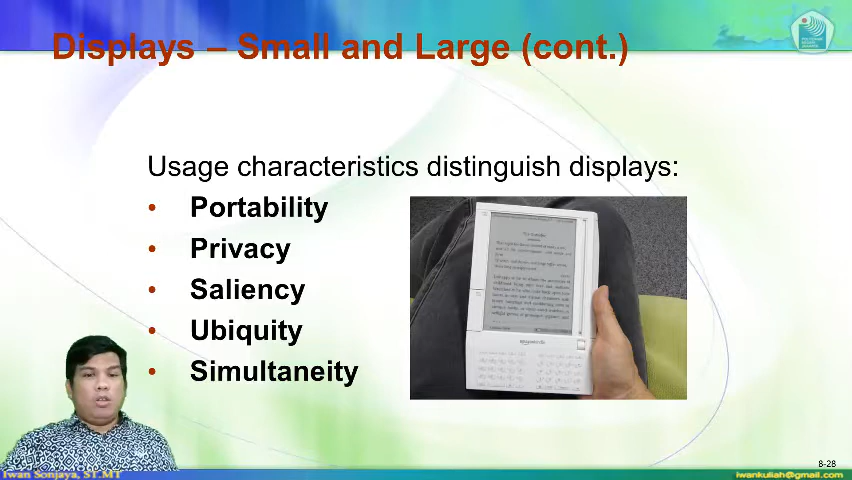 Displays – Small and Large (cont.)
Usage characteristics distinguish displays:
• Portability
• Privacy
• Saliency
• Ubiquity
• Simultaneity
8-28
Iwan Sonjaya, ST.MT
iwankuliah@gmail.com